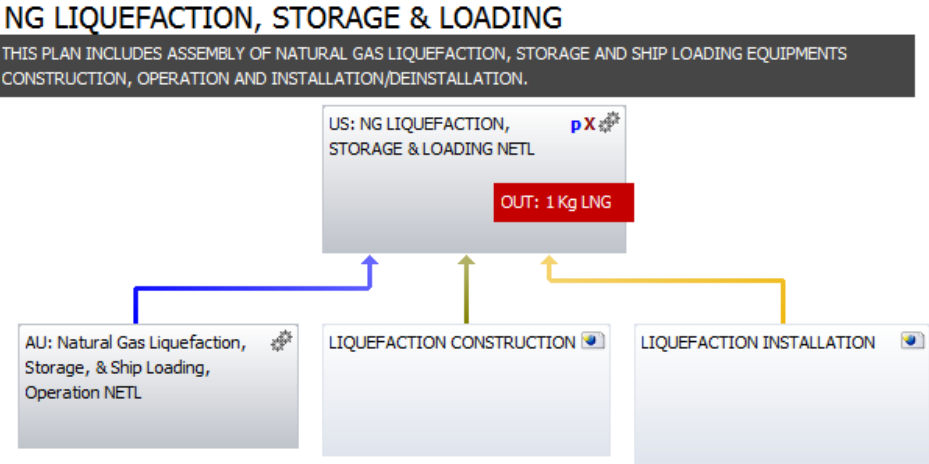 NG LIQUEFACTION, STORAGE & LOADING
THIS PLAN INCLUDES ASSEMBLY OF NATURAL GAS LIQUEFACTION, STORAGE AND SHIP LOADING EQUIPMENTS
CONSTRUCTION, OPERATION AND INSTALLATION/DEINSTALLATION.
US: NG LIQUEFACTION, p X
STORAGE & LOADING NETL
OUT: 1 Kg LNG
AU: Natural Gas Liquefaction,
Storage, & Ship Loading,
Operation NETL
LIQUEFACTION CONSTRUCTION
LIQUEFACTION INSTALLATION